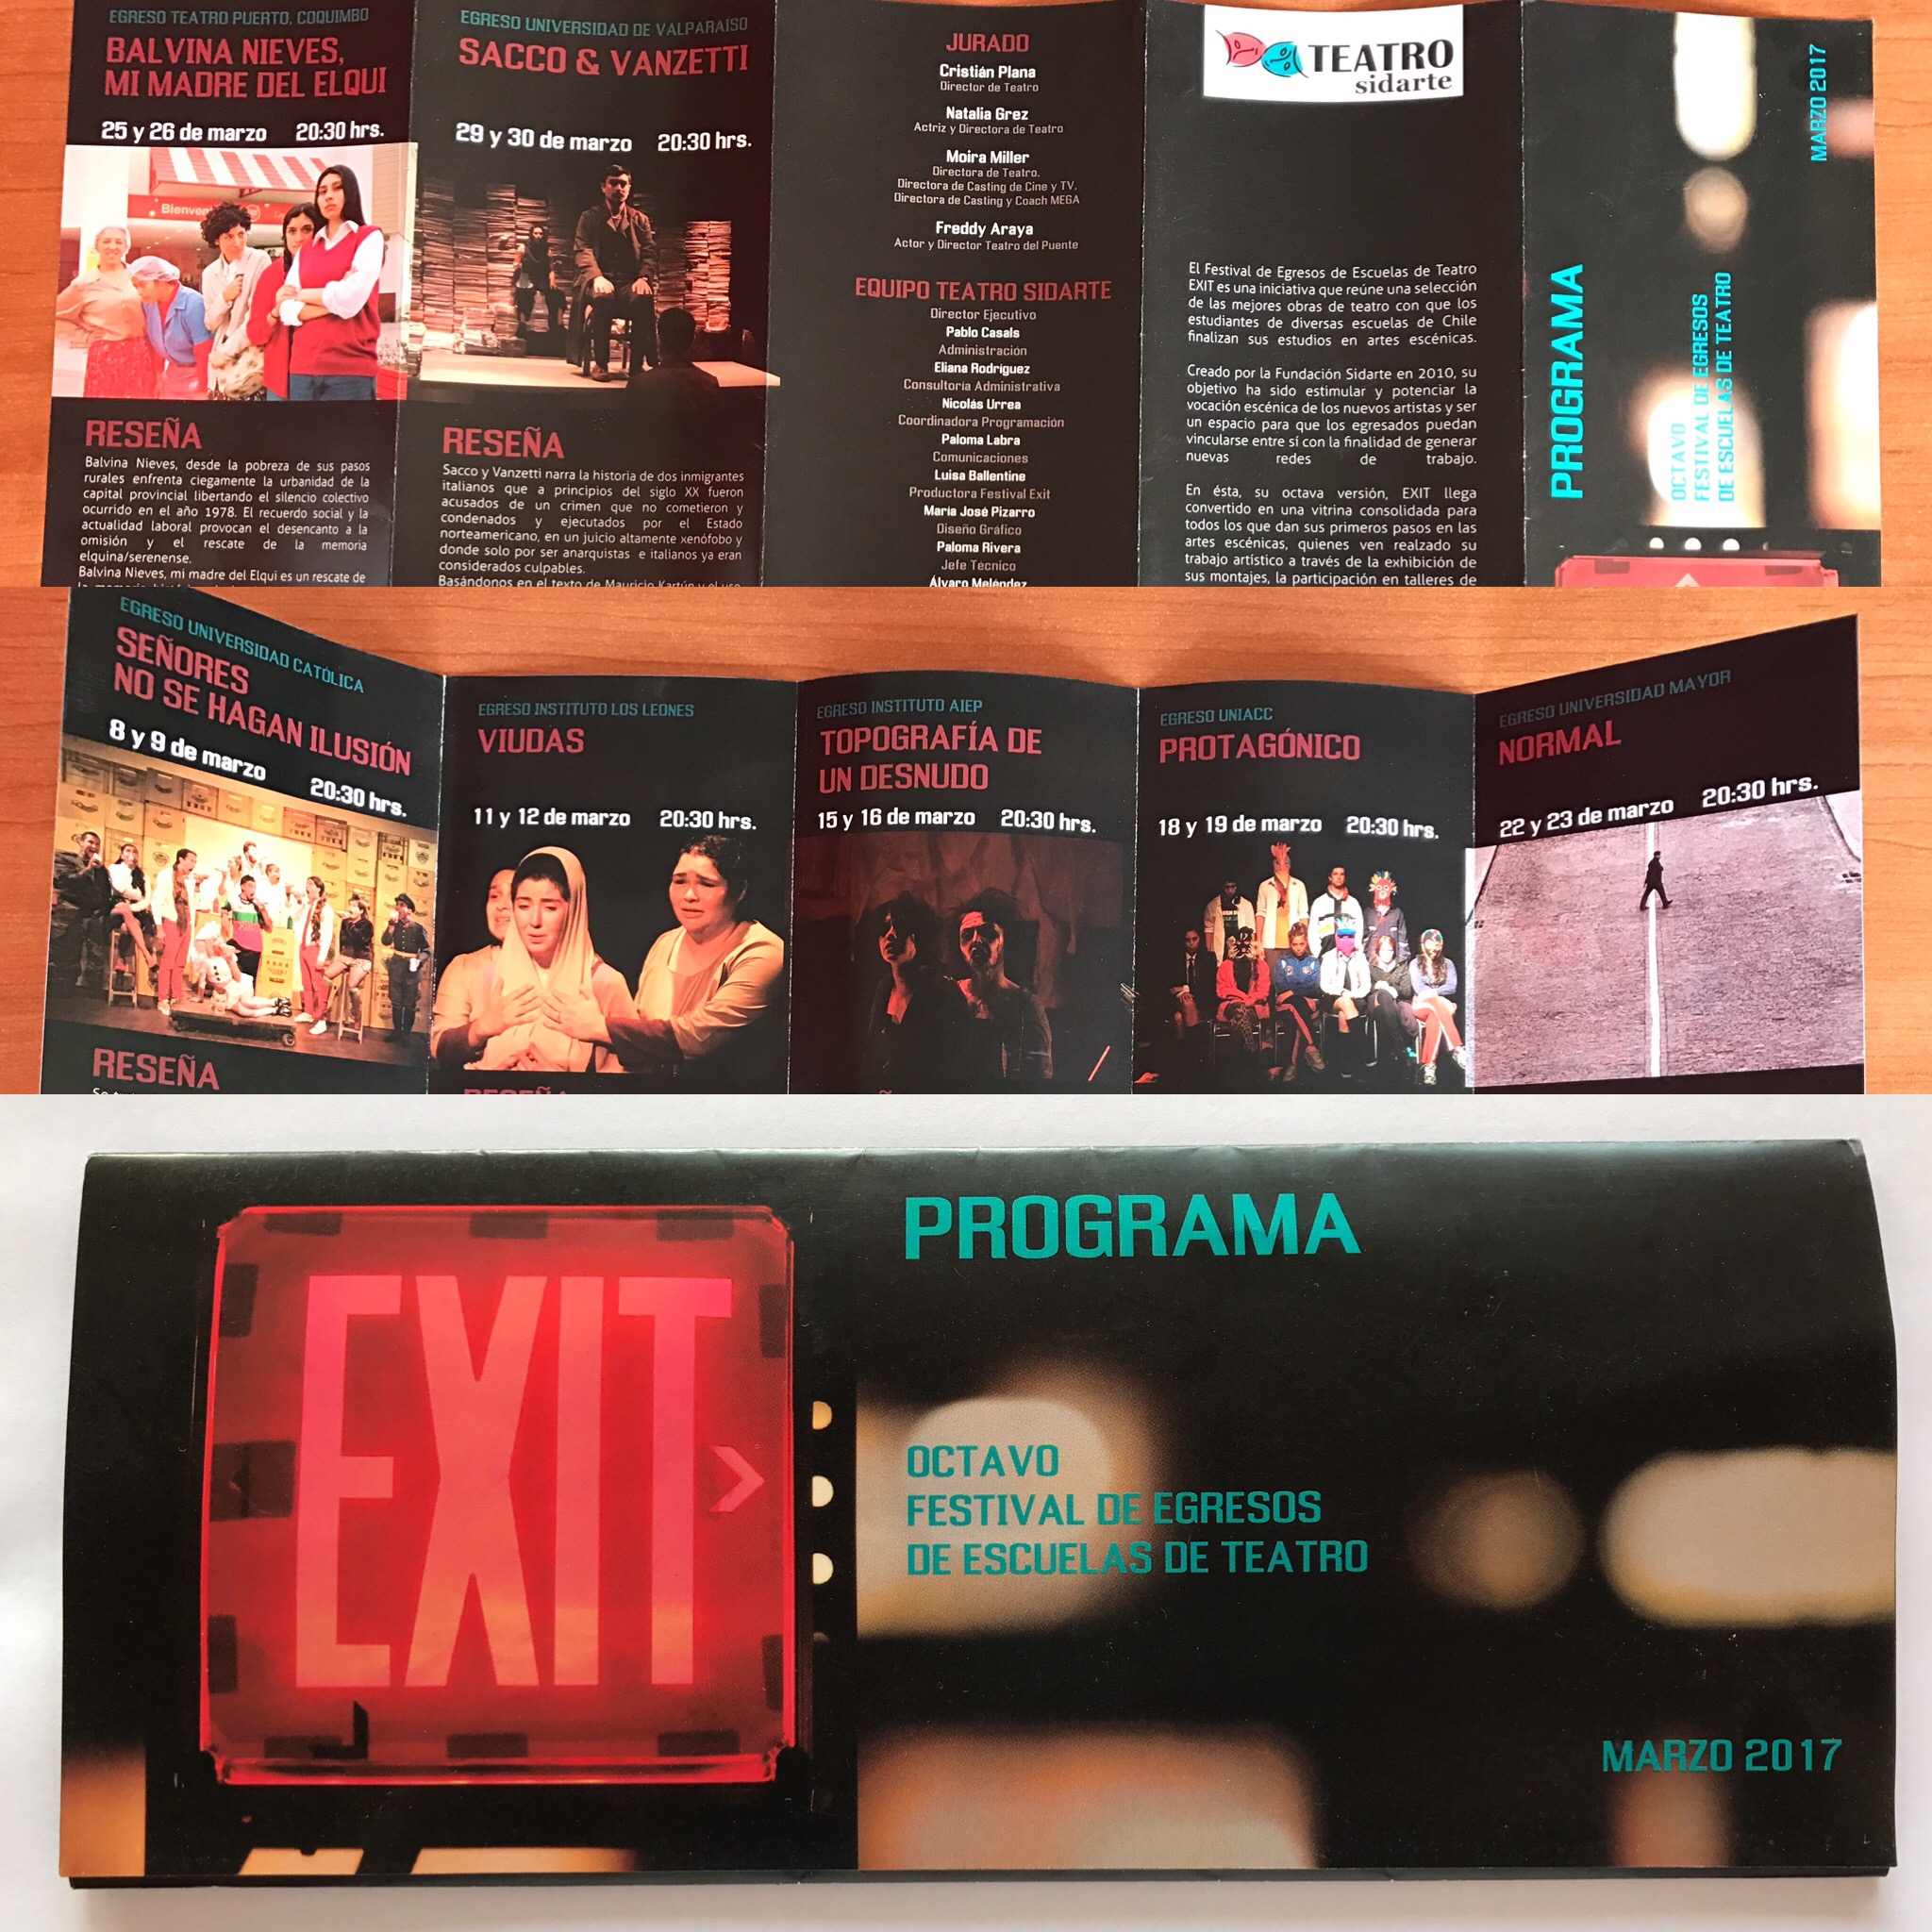 EGRESO TEATRO PUERTO. COQUIMBO
BALVINA NIEVES,
MI MADRE DEL ELQUI
25 y 26 de marzo 20:30 hrs.
Bienven
RESEÑA
Balvina Nieves, desde la pobreza de sus pasos
rurales enfrenta ciegamente la urbanidad de la
capital provincial libertando el silencio colectivo
ocurrido en el año 1978. El recuerdo social y la
actualidad laboral provocan el desencanto a la
omisión y el rescate de la memoria
elquina/serenense.
Balvina Nieves, mi madre del Elqui es un rescate de
EGRESO UNIVERSIDAD DE VALPARAÍSO
SACCO & VANZETTI
29 y 30 de marzo 20:30 hrs.
RESEÑA
Sacco y Vanzetti narra la historia de dos inmigrantes
italianos que a principios del siglo XX fueron
acusados de un crimen que no cometieron y
condenados y ejecutados por el Estado
norteamericano, en un juicio altamente xenófobo y
donde solo por ser anarquistas e italianos ya eran
considerados culpables.
Basándonos en el texto de Mauricio Kartún y el uso
JURADO
Cristián Plana
Director de Teatro
Natalia Grez
Actriz y Directora de Teatro
Moira Miller
Directora de Teatro.
Directora de Casting de Cine y TV.
Directora de Casting y Coach MEGA
Freddy Araya
Actor y Director Teatro del Puente
EQUIPO TEATRO SIDARTE
Director Ejecutivo
Pablo Casals
Administración
Eliana Rodríguez
Consultoría Administrativa
Nicolás Urrea
Coordinadora Programación
Paloma Labra
Comunicaciones
Luisa Ballentine
Productora Festival Exit
María José Pizarro
Diseño Gráfico
Paloma Rivera
Jefe Técnico
Álvaro Meléndez
TEATRO
sidarte
El Festival de Egresos de Escuelas de Teatro
EXIT es una iniciativa que reúne una selección
de las mejores obras de teatro con que los
estudiantes de diversas escuelas de Chile
finalizan sus estudios en artes escénicas.
Creado por la Fundación Sidarte en 2010, su
objetivo ha sido estimular y potenciar la
vocación escénica de los nuevos artistas y ser
un espacio para que los egresados puedan
vincularse entre sí con la finalidad de generar
nuevas redes de trabajo.
En ésta, su octava versión, EXIT llega
convertido en una vitrina consolidada para
todos los que dan sus primeros pasos en las
artes escénicas, quienes ven realzado su
trabajo artístico a través de la exhibición de
sus montajes, la participación en talleres de
PROGRAMA
OCTAVO
FESTIVAL DE EGRESOS
DE ESCUELAS DE TEATRO
MARZO 2017
EGRESO UNIVERSIDAD CATÓLICA
SEÑORES
NO SE HAGAN ILUSIÓN
8 y 9 de marzo 20:30 hrs.
RESEÑA
EGRESO INSTITUTO LOS LEONES
VIUDAS
11 y 12 de marzo 20:30 hrs.
EGRESO INSTITUTO AIEP
TOPOGRAFÍA DE
UN DESNUDO
15 y 16 de marzo 20:30 hrs.
EGRESO UNIACC
PROTAGÓNICO
18 y 19 de marzo 20:30 hrs.
EGRESO UNIVERSIDAD MAYOR
NORMAL
22 y 23 de marzo 20:30 hrs.
EXIT
PROGRAMA
OCTAVO
FESTIVAL DE EGRESOS
DE ESCUELAS DE TEATRO
MARZO 2017